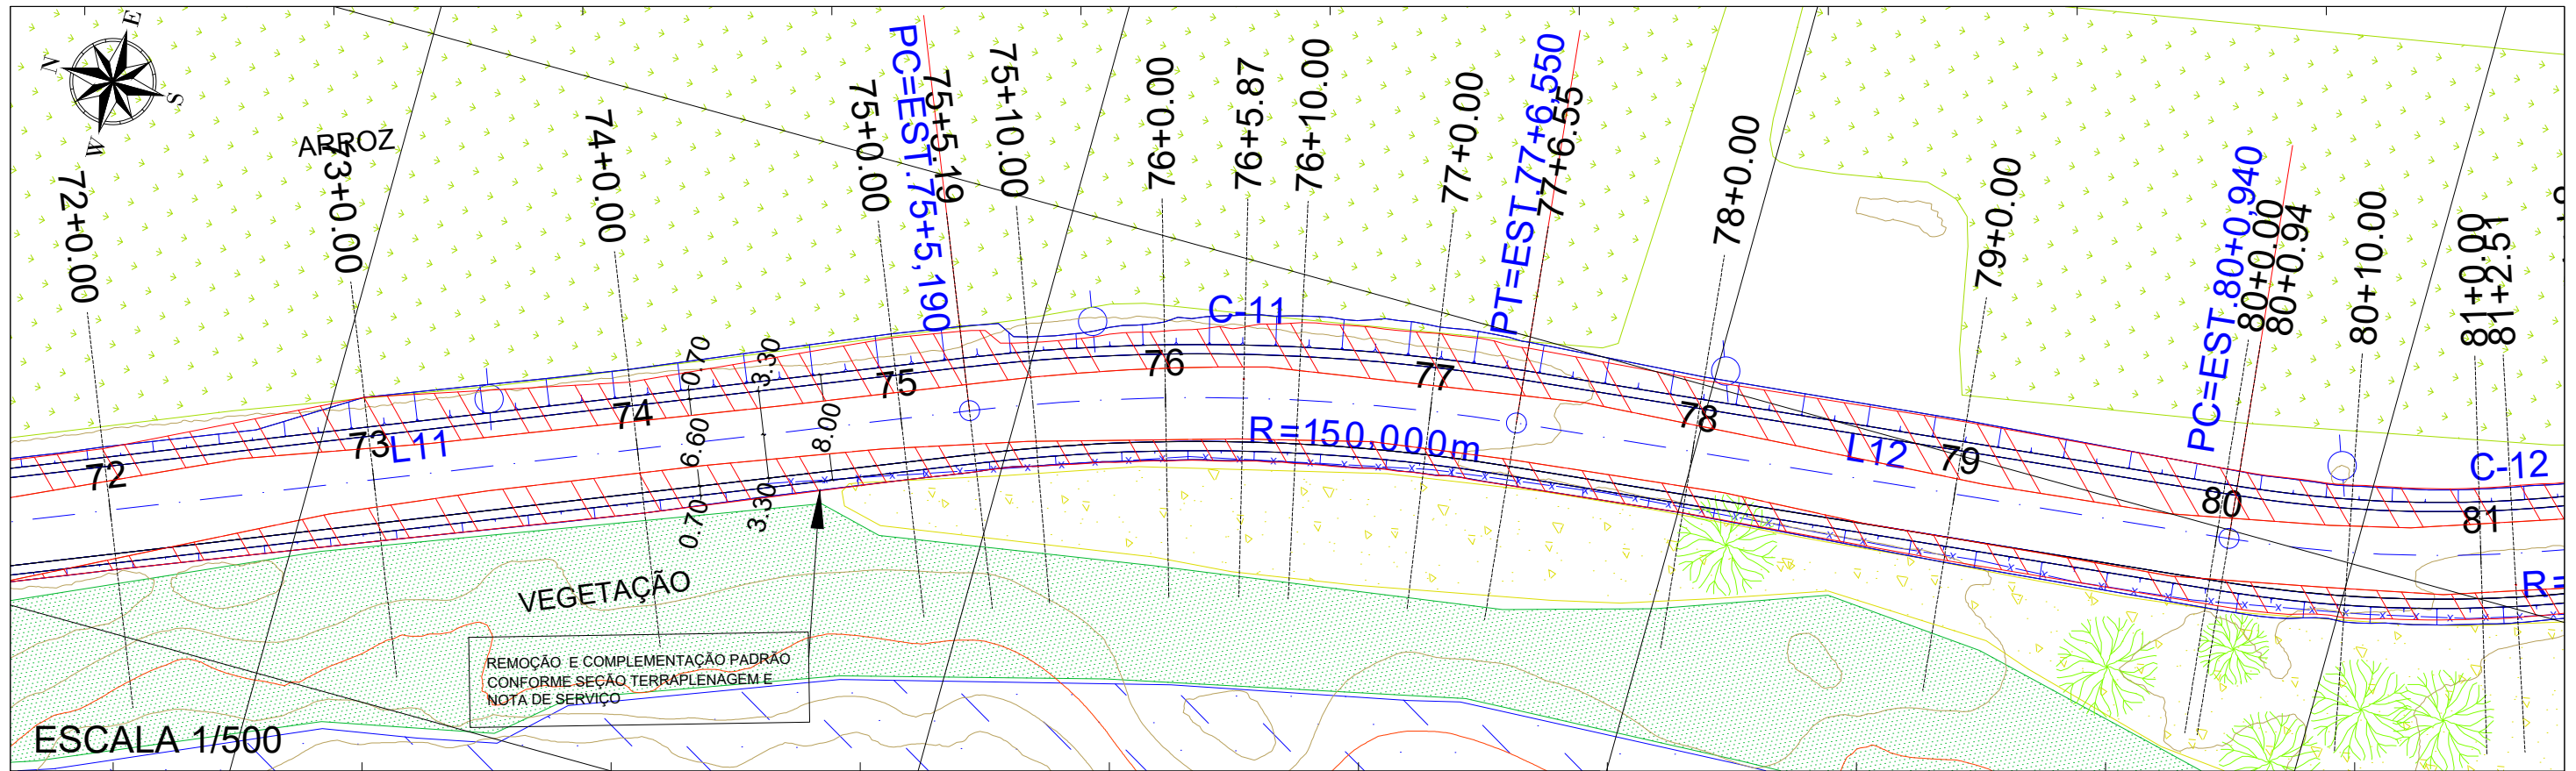 N
E
S
W
ARROZ
72+0.00
73+0.00
74+0.00
75+0.00
PC=EST.75+5,190
75+5.19
75+10.00
76+0.00
76+5.87
76+10.00
77+0.00
PT=EST.77+6,550
77+6.55
78+0.00
79+0.00
PC=EST.80+0,940
80+0.00
80+0.94
80+10.00
81+0.00
81+2.51
C-11
72
73
L11
74
75
76
77
78
L12
79
80
81
C-12
0.70
3.30
6.60
8.00
0.70
3.30
R=150,000m
R=
VEGETAÇÃO
REMOÇÃO E COMPLEMENTAÇÃO PADRÃO
CONFORME SEÇÃO TERRAPLENAGEM E
NOTA DE SERVIÇO
ESCALA 1/500